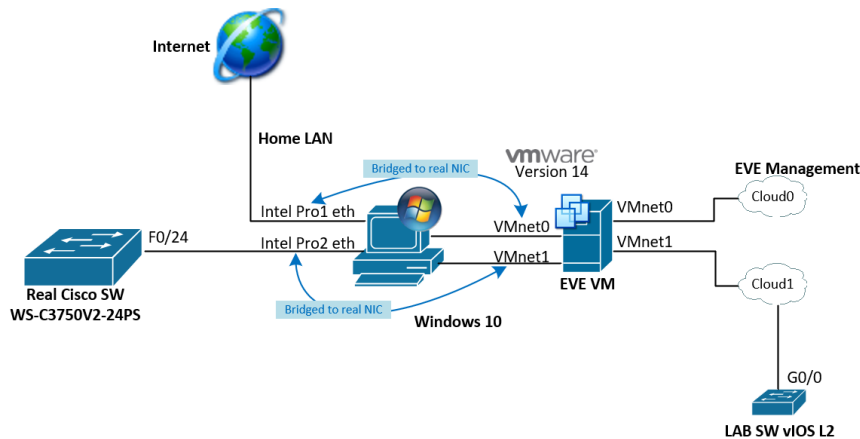 Internet
Home LAN
Bridged to real NIC
vmware®
Version 14
EVE Management
Intel Pro1 eth
VMnet0
VMnet0
Cloud0
F0/24
Intel Pro2 eth
VMnet1
VMnet1
Real Cisco SW
WS-C3750V2-24PS
EVE VM
Cloud1
Bridged to real NIC
Windows 10
G0/0
LAB SW vIOS L2